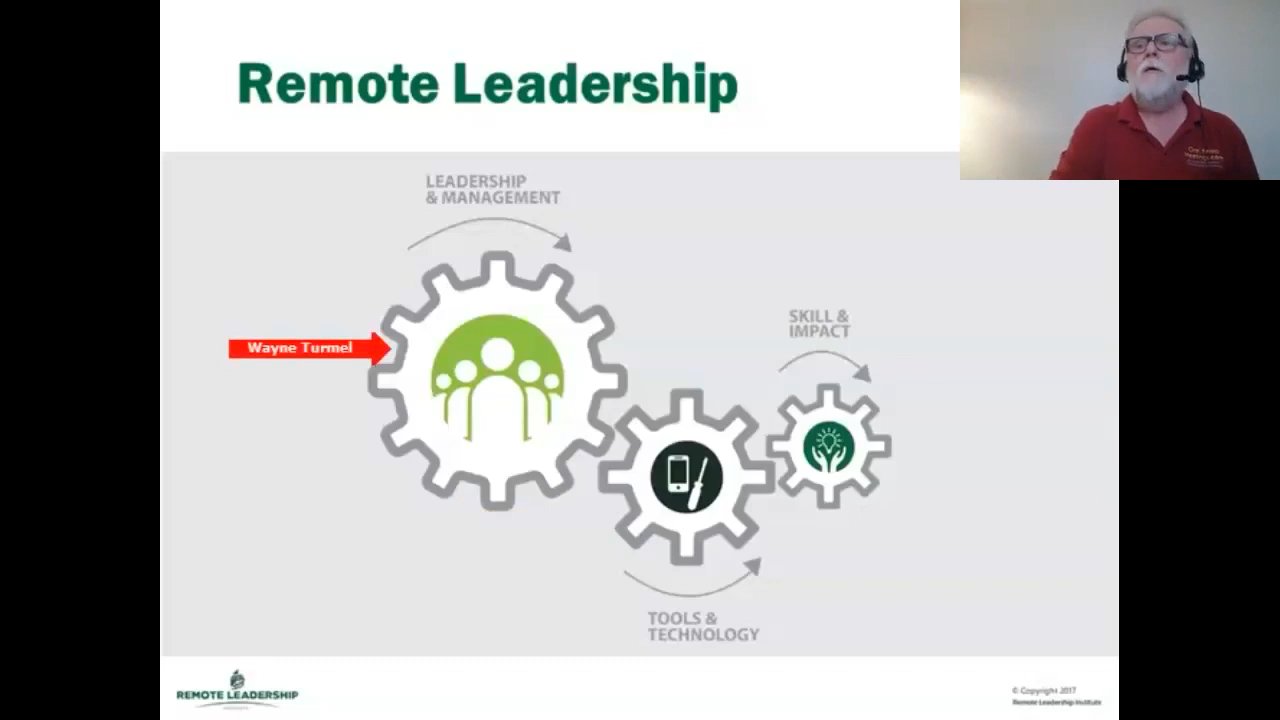 Remote Leadership
LEADERSHIP
& MANAGEMENT
SKILL &
IMPACT
Wayne Turmel
TOOLS &
TECHNOLOGY
REMOTE LEADERSHIP
© Copyright 2017
Remote Leadership Institute